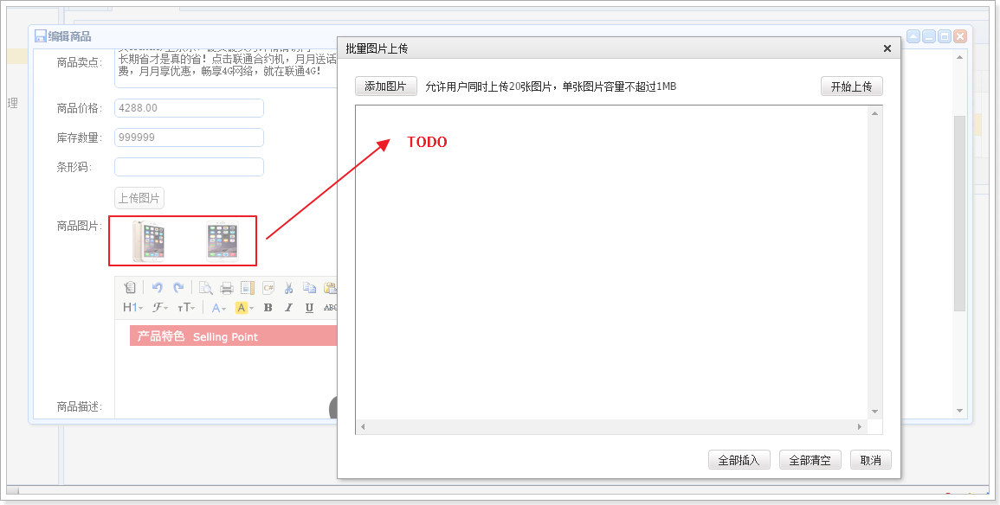 编辑商品
理
商品卖点:
长期省才是真的省！点击联通合约机，月月送话
费，月月享优惠，畅享4G网络，就在联通4G！
商品价格:
4288.00
库存数量:
999999
条形码:
上传图片
商品图片:
C#
H1
F
T
A
A
B
I
U
ABC
产品特色 Selling Point
商品描述:
批量图片上传
添加图片
允许用户同时上传20张图片，单张图片容量不超过1MB
开始上传
TODO
全部插入
全部清空
取消